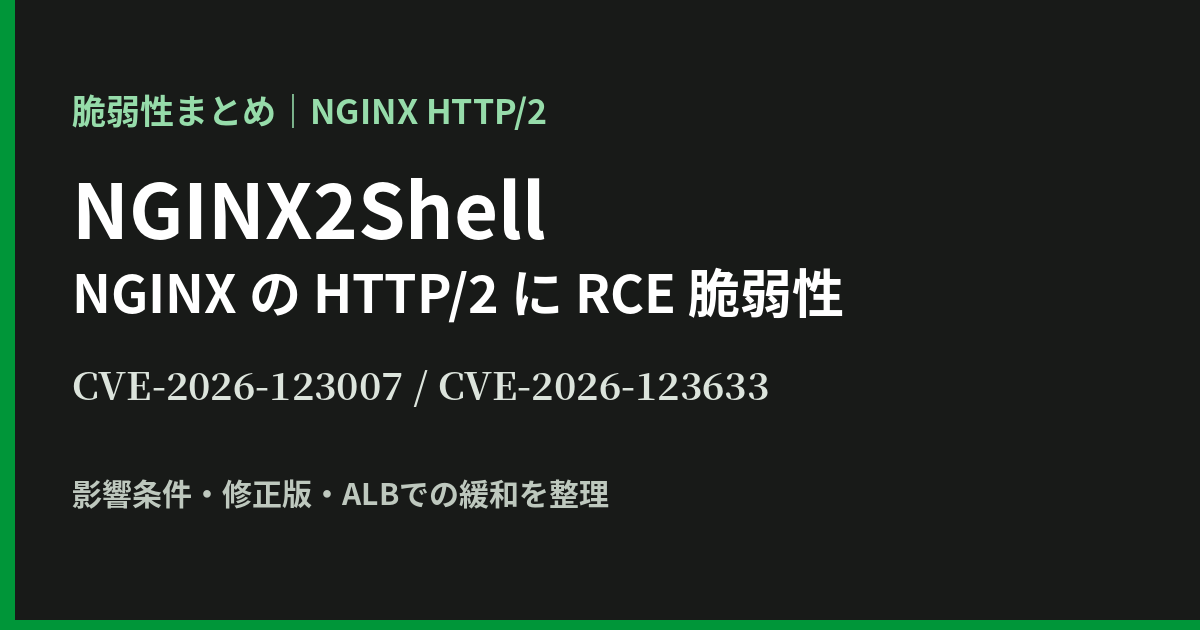 脆弱性まとめ｜NGINX HTTP/2
NGINX2Shell
NGINX の HTTP/2 に RCE 脆弱性
CVE-2026-123007 / CVE-2026-123633
影響条件・修正版・ALBでの緩和を整理